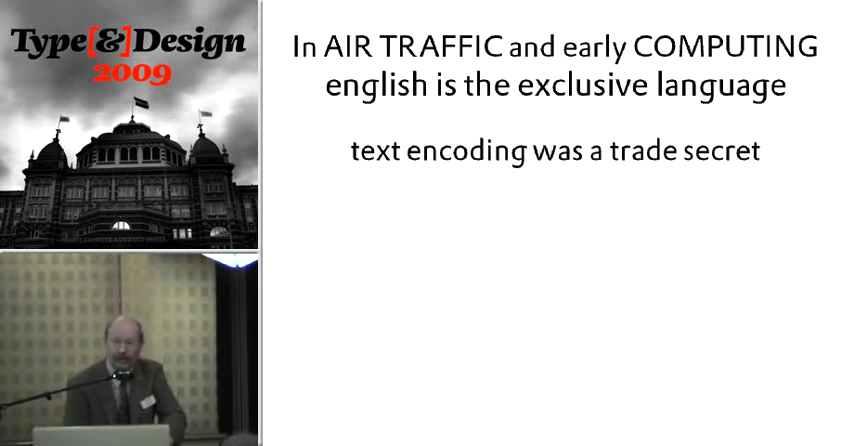 Type[&]Design
2009
In AIR TRAFFIC and early COMPUTING
english is the exclusive language
text encoding was a trade secret